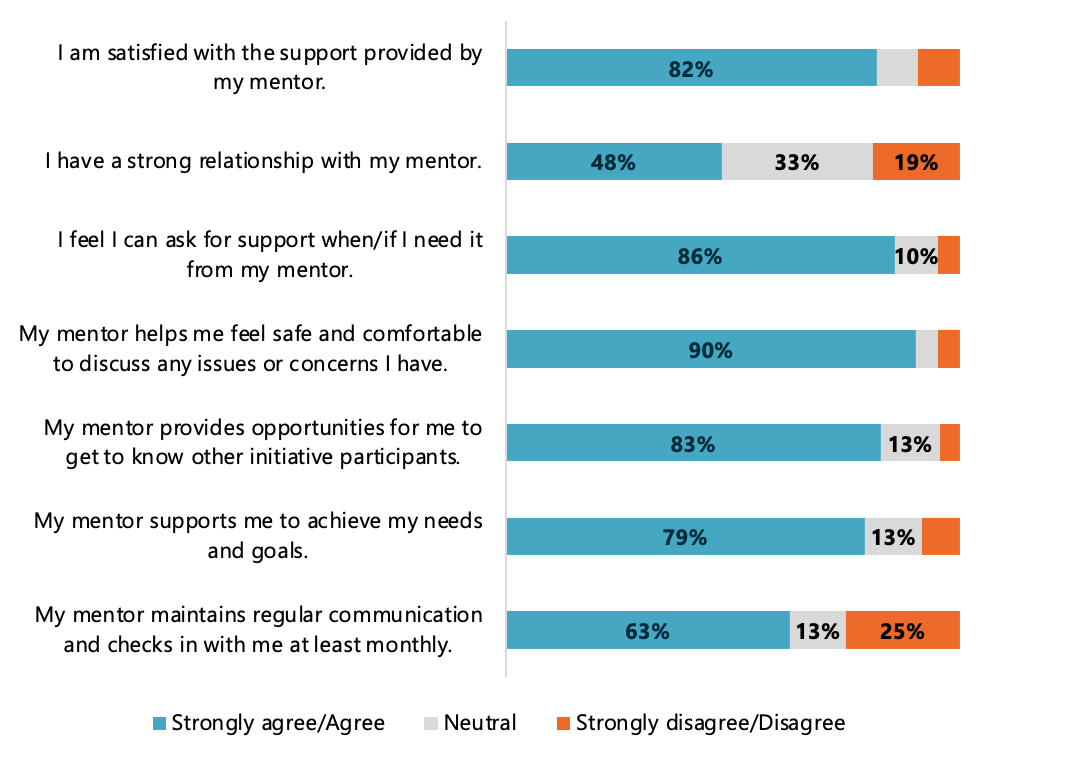 I am satisfied with the support provided by
my mentor.
82%
I have a strong relationship with my mentor.
48%
33%
19%
I feel I can ask for support when/if I need it
from my mentor.
86%
10%
My mentor helps me feel safe and comfortable
to discuss any issues or concerns I have.
90%
My mentor provides opportunities for me to
get to know other initiative participants.
83%
13%
My mentor supports me to achieve my needs
and goals.
79%
13%
My mentor maintains regular communication
and checks in with me at least monthly.
63%
13%
25%
Strongly agree/Agree
Neutral
Strongly disagree/Disagree